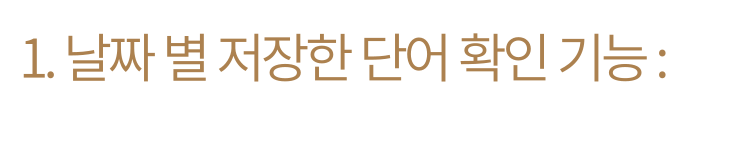 1. 날짜 별 저장한 단어 확인 기능 :